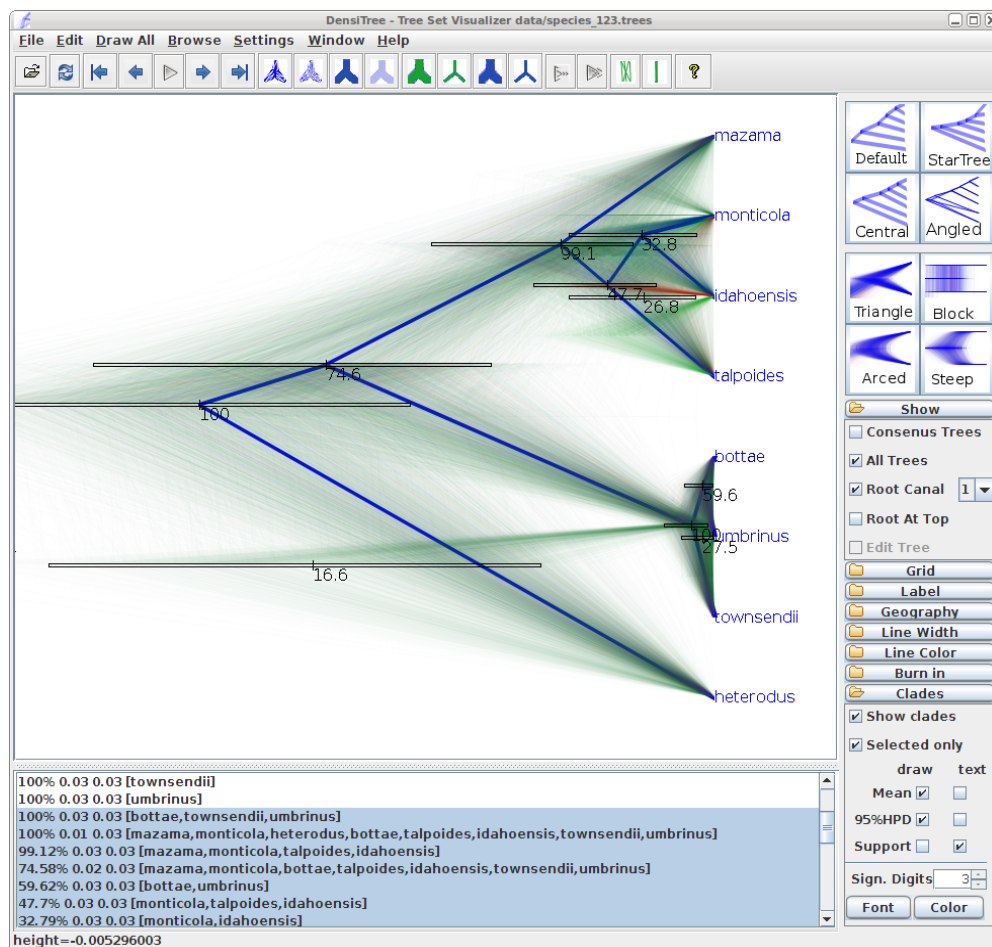 DensiTree - Tree Set Visualizer data/species_123.trees
File Edit Draw All Browse Settings Window Help
?
mazama
monticola
32.8
99.1
idahoensis
47.7
26.8
talpoides
74.6
100
bottae
59.6
100
umbrinus
27.5
16.6
townsendii
heterodus
Default StarTree
Central Angled
Triangle Block
Arced Steep
Show
Consenus Trees
All Trees
Root Canal 1
Root At Top
Edit Tree
Grid
Label
Geography
Line Width
Line Color
Burn in
Clades
Show clades
Selected only
draw text
Mean
95%HPD
Support
Sign. Digits 3
Font Color
100% 0.03 0.03 [townsendii]
100% 0.03 0.03 [umbrinus]
100% 0.03 0.03 [bottae,townsendii,umbrinus]
100% 0.01 0.03 [mazama,monticola,heterodus,bottae,talpoides,idahoensis,townsendii,umbrinus]
99.12% 0.03 0.03 [mazama,monticola,talpoides,idahoensis]
74.58% 0.02 0.03 [mazama,monticola,bottae,talpoides,idahoensis,townsendii,umbrinus]
59.62% 0.03 0.03 [bottae,umbrinus]
47.7% 0.03 0.03 [monticola,talpoides,idahoensis]
32.79% 0.03 0.03 [monticola,idahoensis]
height=-0.005296003